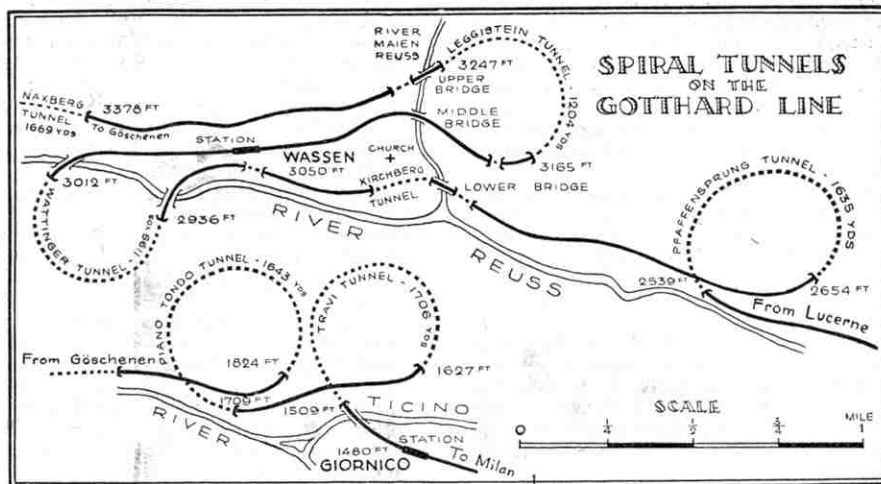 SPIRAL TUNNELS
ON THE
GOTTHARD LINE
RIVER
MAIEN
REUSS
LEGGISTEIN TUNNEL - 1204 YDS
3247 FT
UPPER
BRIDGE
NAXBERG
TUNNEL
1669 YDS
3378 FT
To Göschenen
MIDDLE
BRIDGE
STATION
WASSEN
3050 FT
CHURCH
+
KIRCHBERG
TUNNEL
3165 FT
LOWER BRIDGE
3012 FT
WATTINGER TUNNEL - 1199 YDS
2936 FT
RIVER
REUSS
PFAFFENSPRUNG TUNNEL - 1635 YDS
2539 FT
2654 FT
From Lucerne
PIANO TONDO TUNNEL - 1643 YDS
TRAVI TUNNEL - 1706 YDS
From Göschenen
1824 FT
1709 FT
1627 FT
1509 FT
RIVER
TICINO
1480 FT
STATION
GIORNICO
To Milan
SCALE
0
1/4
1/2
3/4
1
MILE